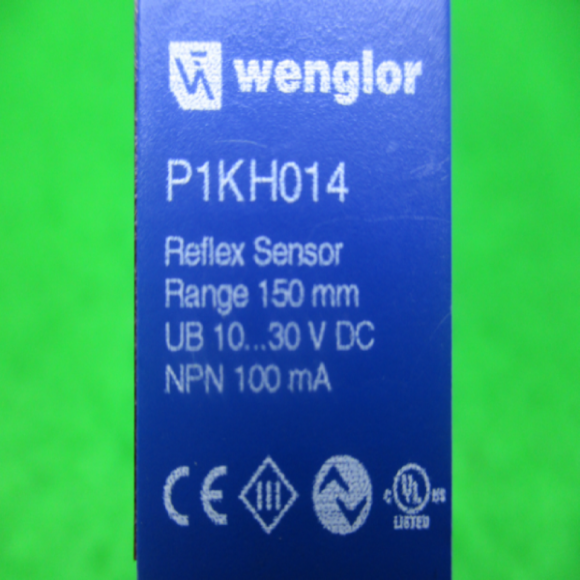 wenglor
P1KH014
Reflex Sensor
Range 150 mm
UB 10...30 V DC
NPN 100 mA
CE III C UL US
LISTED